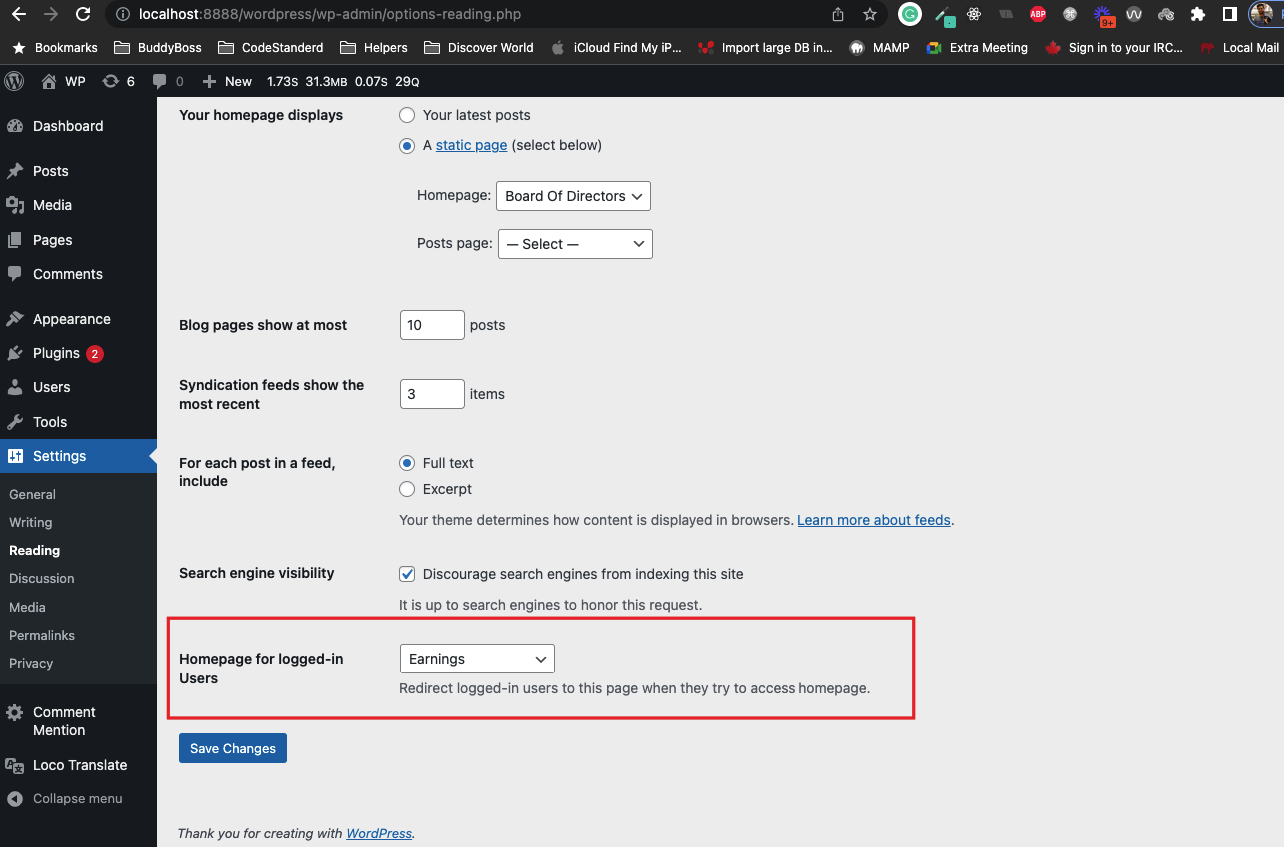 localhost:8888/wordpress/wp-admin/options-reading.php
ABP
9+
Bookmarks BuddyBoss CodeStanderd Helpers Discover World iCloud Find My iP... Import large DB in... MAMP Extra Meeting Sign in to your IRC... Local Mail
WP 6 0 New 1.73S 31.3MB 0.07S 29Q
Dashboard
Posts
Media
Pages
Comments
Appearance
Plugins 2
Users
Tools
Settings
General
Writing
Reading
Discussion
Media
Permalinks
Privacy
Comment
Mention
Loco Translate
Collapse menu
Your homepage displays
Your latest posts
A static page (select below)
Homepage: Board Of Directors
Posts page: — Select —
Blog pages show at most 10 posts
Syndication feeds show the
most recent
3 items
For each post in a feed,
include
Full text
Excerpt
Your theme determines how content is displayed in browsers. Learn more about feeds.
Search engine visibility
Discourage search engines from indexing this site
It is up to search engines to honor this request.
Homepage for logged-in
Users
Earnings
Redirect logged-in users to this page when they try to access homepage.
Save Changes
Thank you for creating with WordPress.